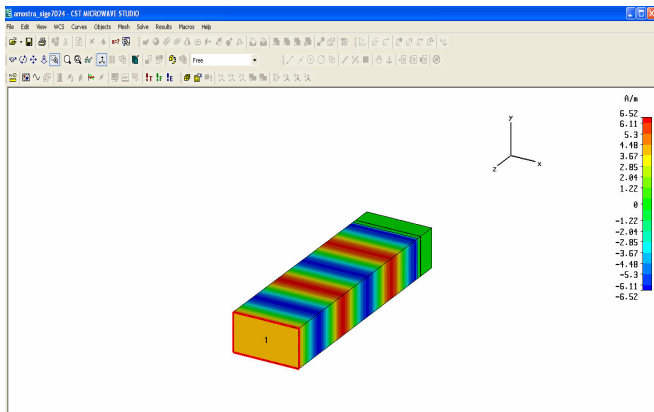 amostra_sige7024 - CST MICROWAVE STUDIO
File Edit View WCS Curves Objects Mesh Solve Results Macros Help
Free
A/m
6.52
6.11
5.3
4.48
3.67
2.85
2.04
1.22
0
-1.22
-2.04
-2.85
-3.67
-4.48
-5.3
-6.11
-6.52
y
x
z
1